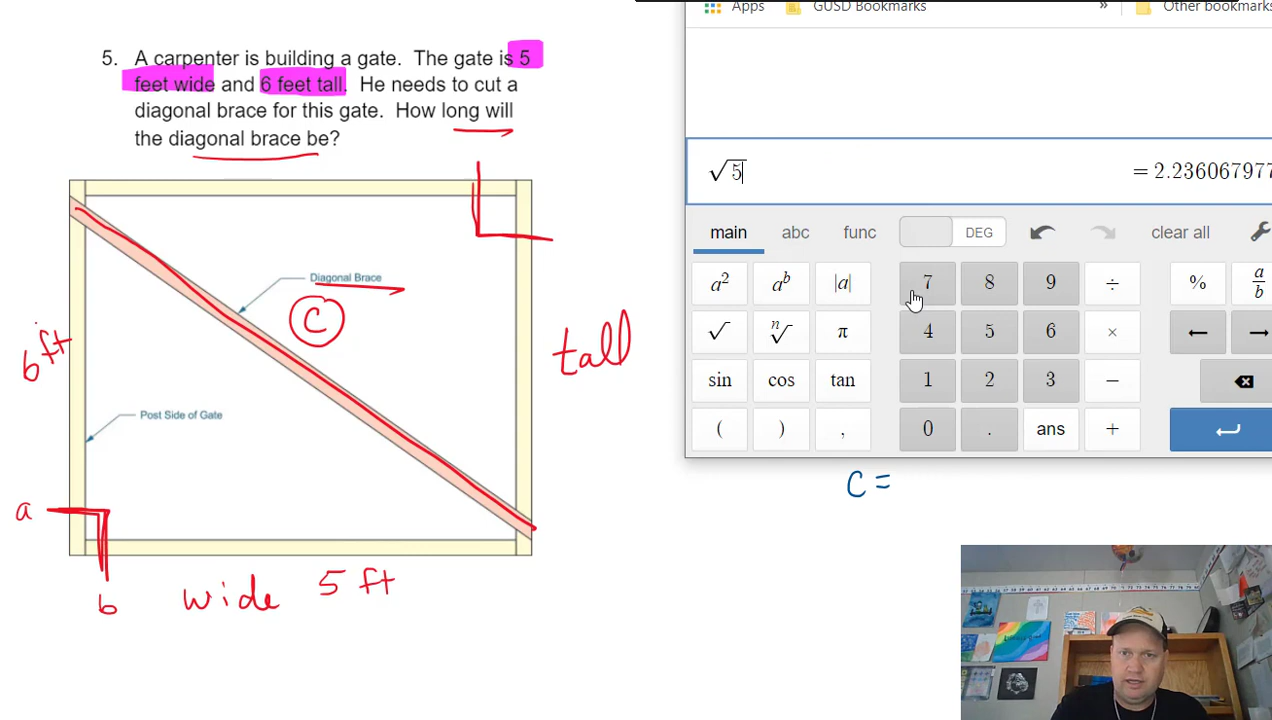 Apps GUSD Bookmarks » Other bookmarks
5. A carpenter is building a gate. The gate is 5
feet wide and 6 feet tall. He needs to cut a
diagonal brace for this gate. How long will
the diagonal brace be?
√5 = 2.236067977
main abc func DEG clear all
a² aᵇ |a| 7 8 9 ÷ % a/b
√ ⁿ√ π 4 5 6 × ← →
sin cos tan 1 2 3 −
( ) , 0 . ans +
Diagonal Brace
C
6 ft
tall
Post Side of Gate
a
b
wide 5 ft
C =